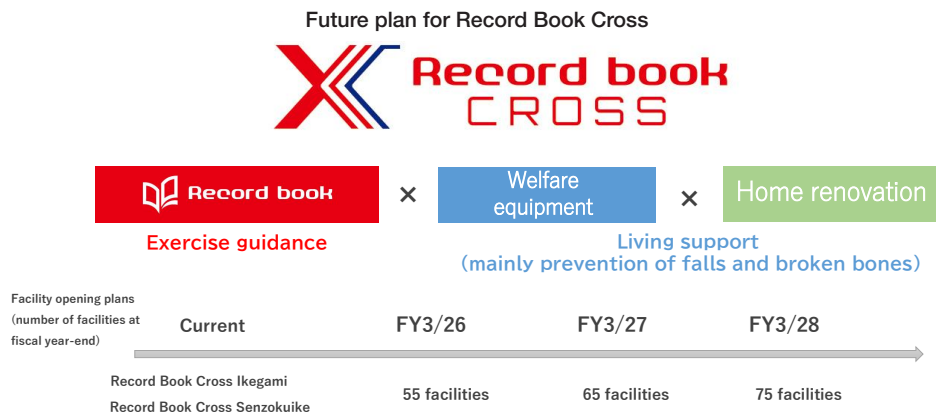 Future plan for Record Book Cross
Record book
CROSS
Record book
×
Welfare
equipment
×
Home renovation
Exercise guidance
Living support
(mainly prevention of falls and broken bones)
Facility opening plans
(number of facilities at
fiscal year-end)
Current
FY3/26
FY3/27
FY3/28
Record Book Cross Ikegami
Record Book Cross Senzokuike
55 facilities
65 facilities
75 facilities